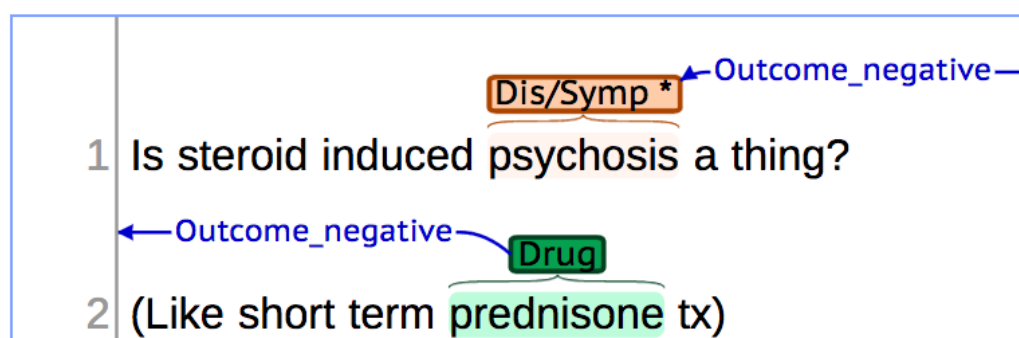 Outcome_negative
Dis/Symp *
1 Is steroid induced psychosis a thing?
Outcome_negative
Drug
2 (Like short term prednisone tx)